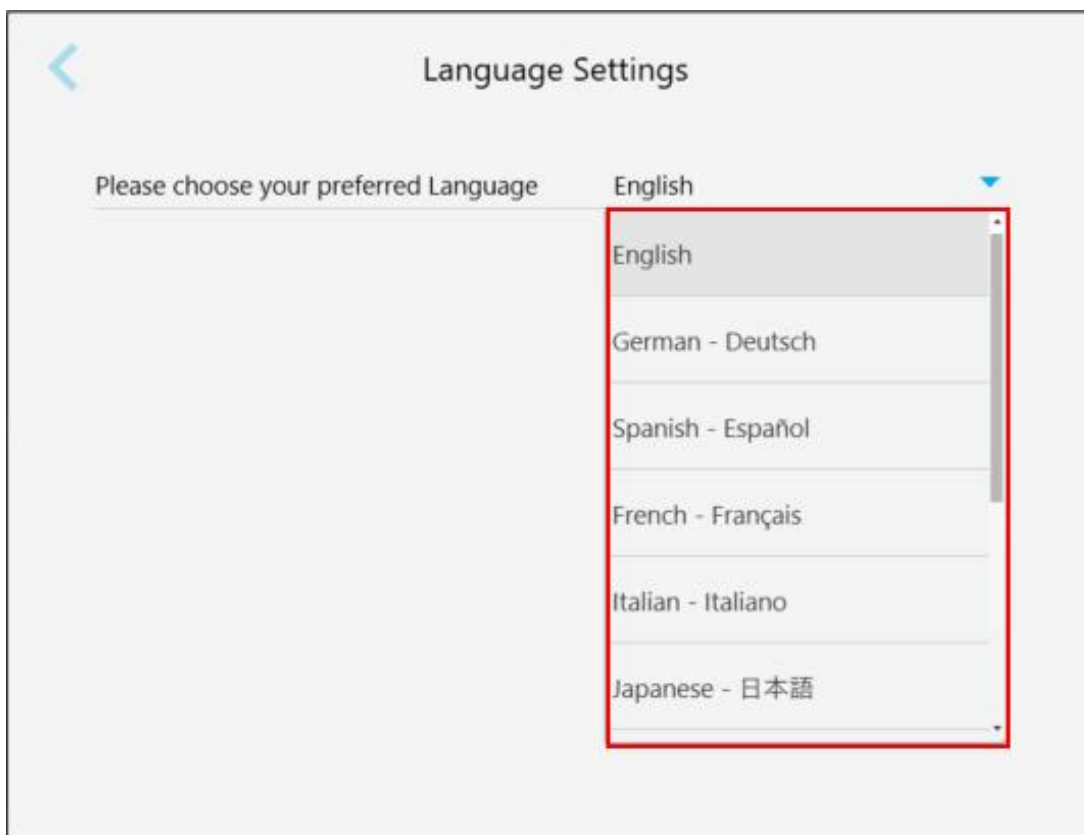 Language Settings
Please choose your preferred Language English
English
German - Deutsch
Spanish - Español
French - Français
Italian - Italiano
Japanese - 日本語